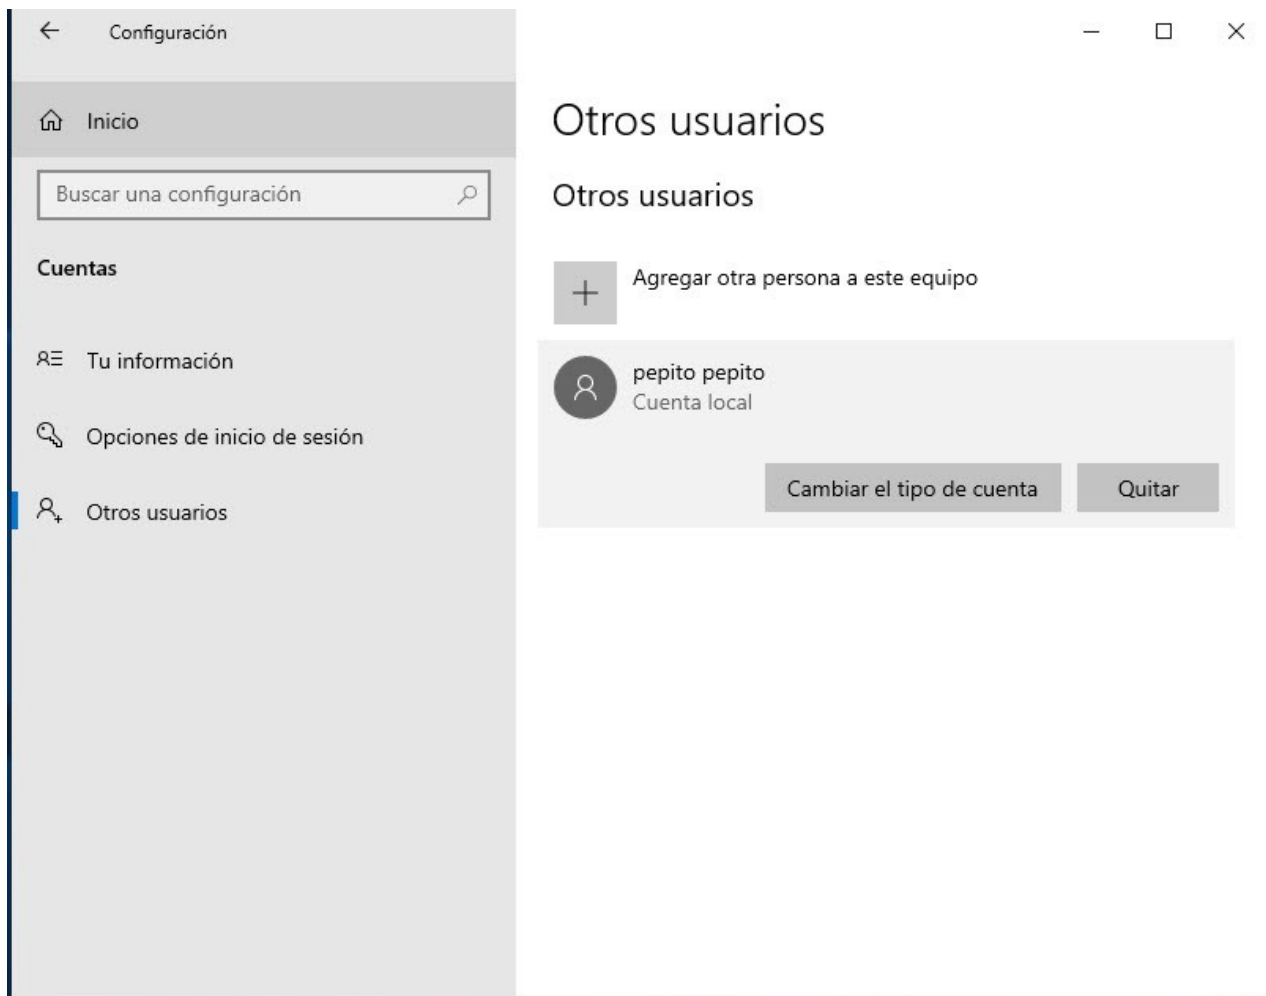 Configuración
Inicio
Buscar una configuración
Cuentas
Tu información
Opciones de inicio de sesión
Otros usuarios
Otros usuarios
Otros usuarios
Agregar otra persona a este equipo
pepito pepito
Cuenta local
Cambiar el tipo de cuenta
Quitar